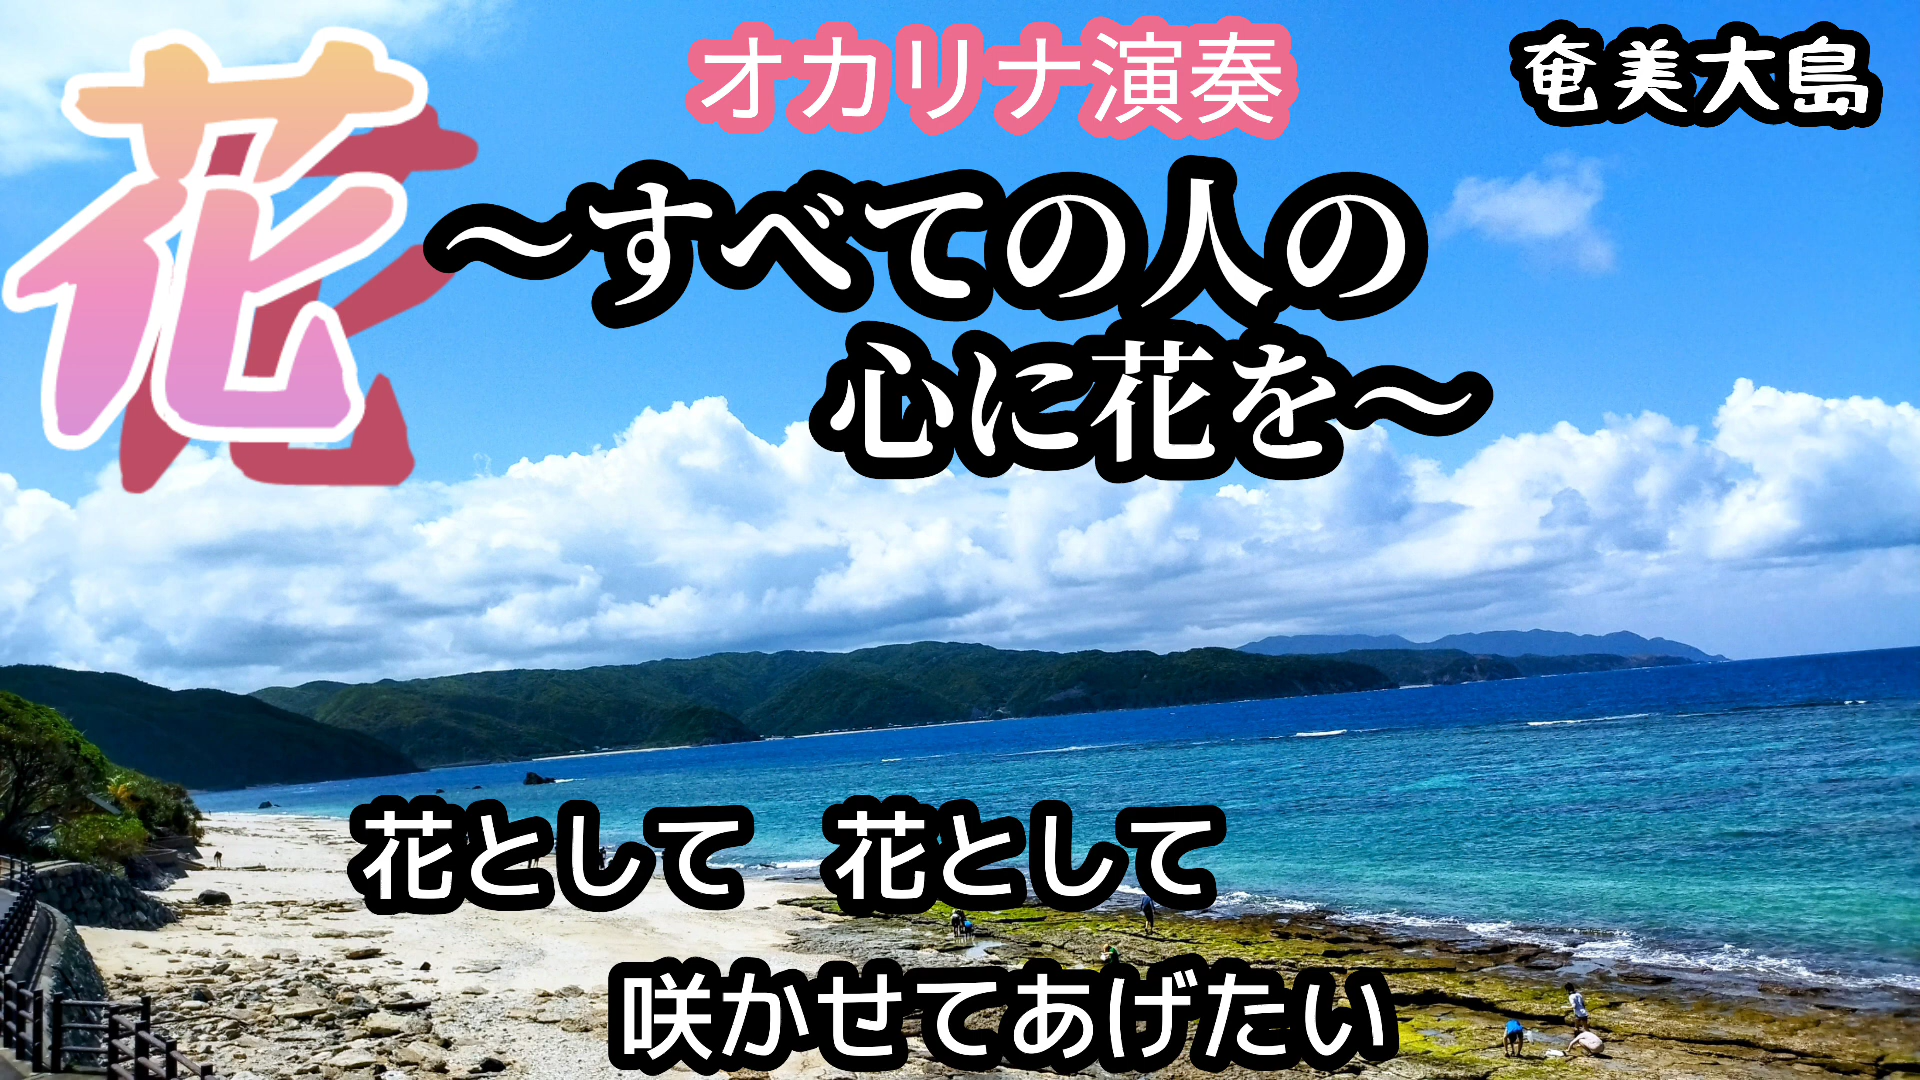 花
オカリナ演奏
奄美大島
～すべての人の
心に花を～
花として 花として
咲かせてあげたい